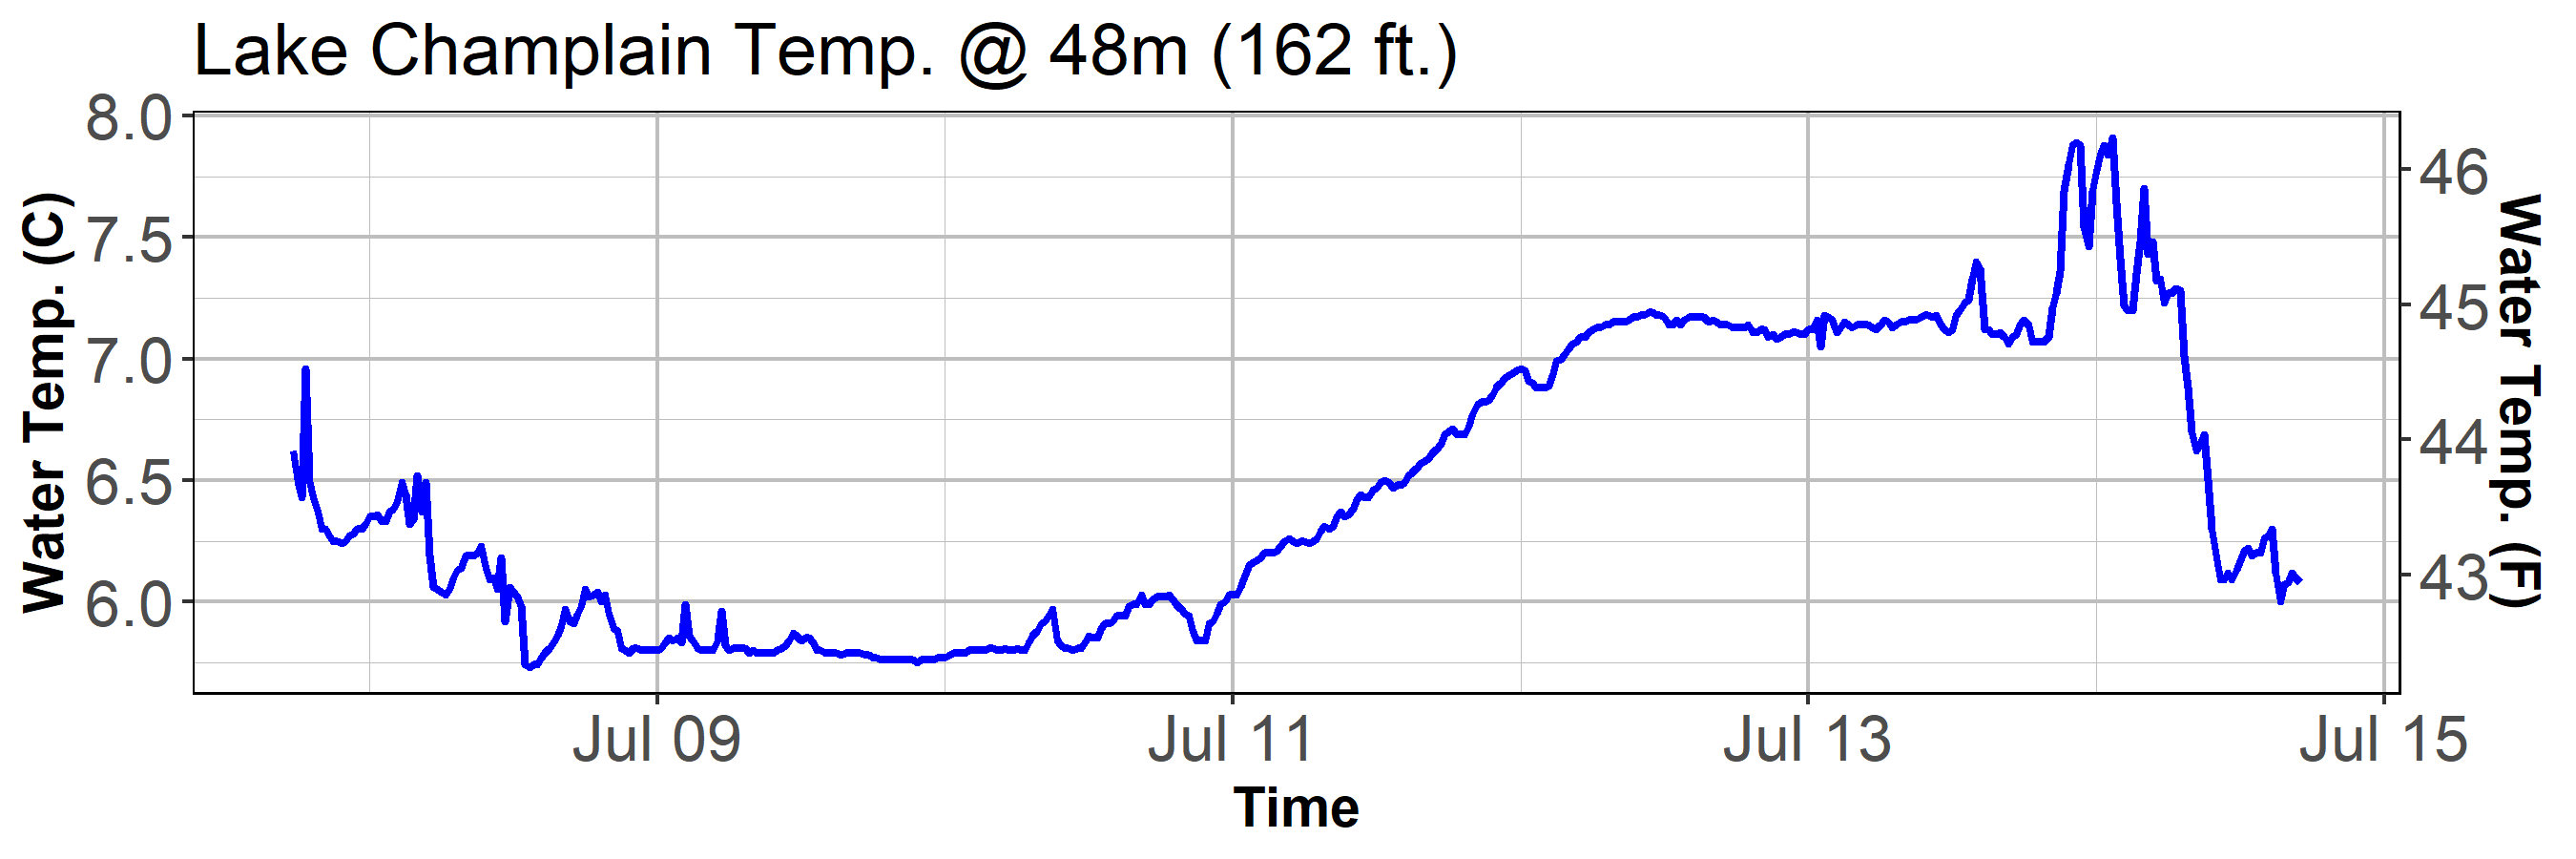 Lake Champlain Temp. @ 48m (162 ft.)
Water Temp. (C)
8.0
7.5
7.0
6.5
6.0
46
45
44
43
Water Temp. (F)
Jul 09
Jul 11
Jul 13
Jul 15
Time